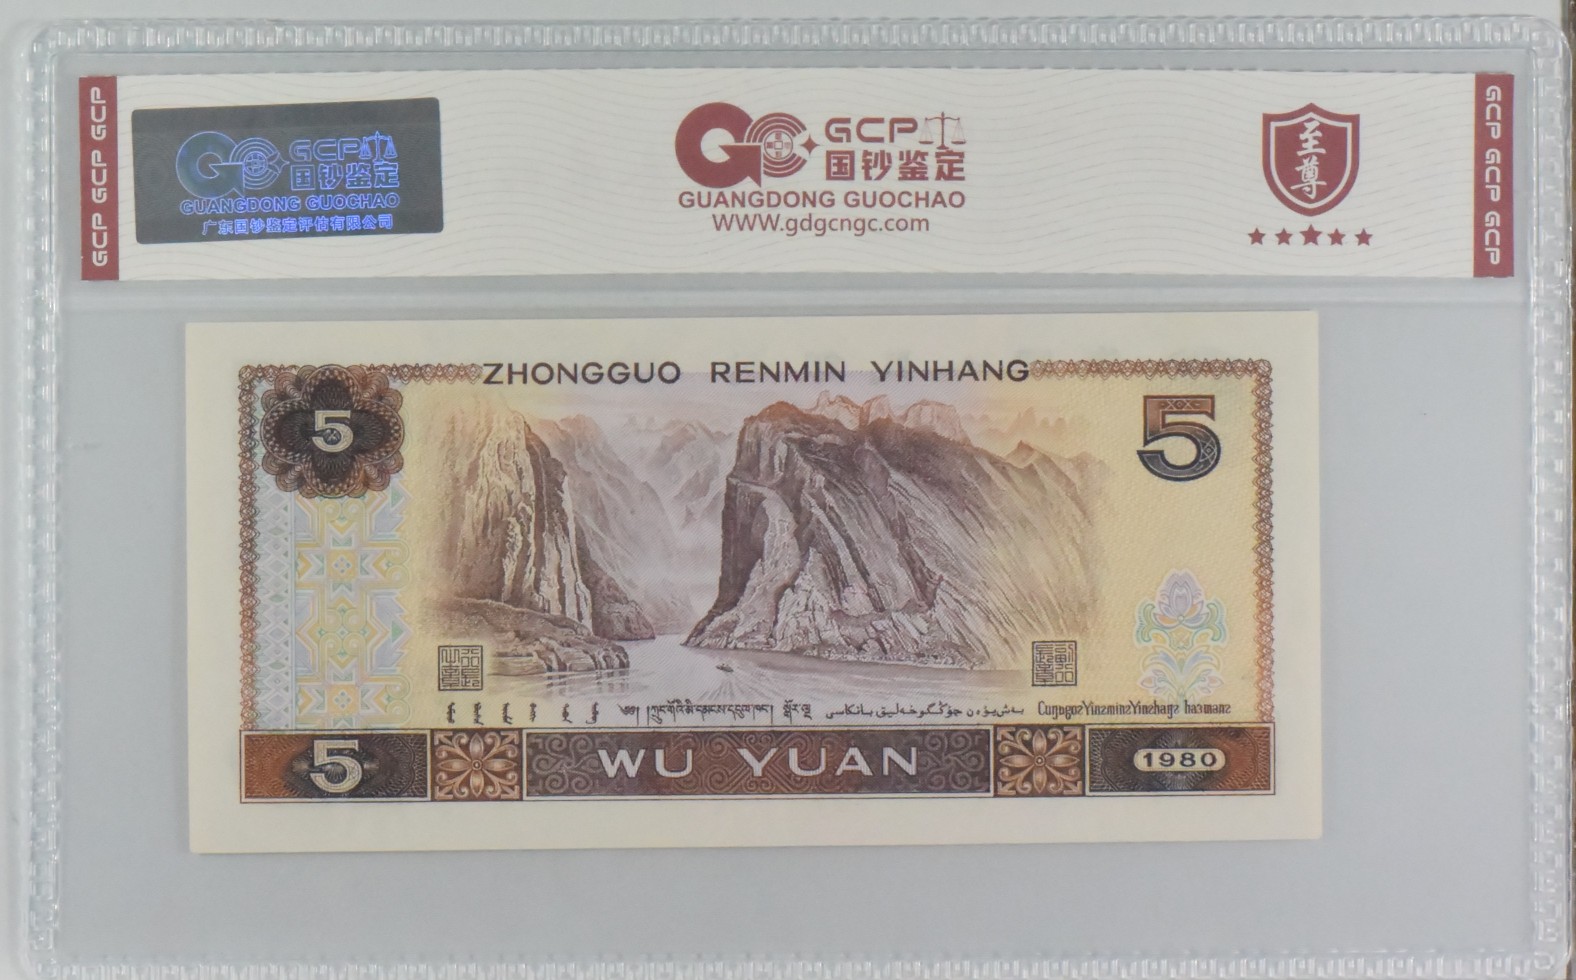 GCP GCP GCP
GCP
国钞鉴定
GUANGDONG GUOCHAO
广东国钞鉴定评估有限公司
GCP
国钞鉴定
GUANGDONG GUOCHAO
WWW.gdgcngc.com
至尊
GCP GCP GCP
ZHONGGUO RENMIN YINHANG
5
5
5
WU YUAN
1980